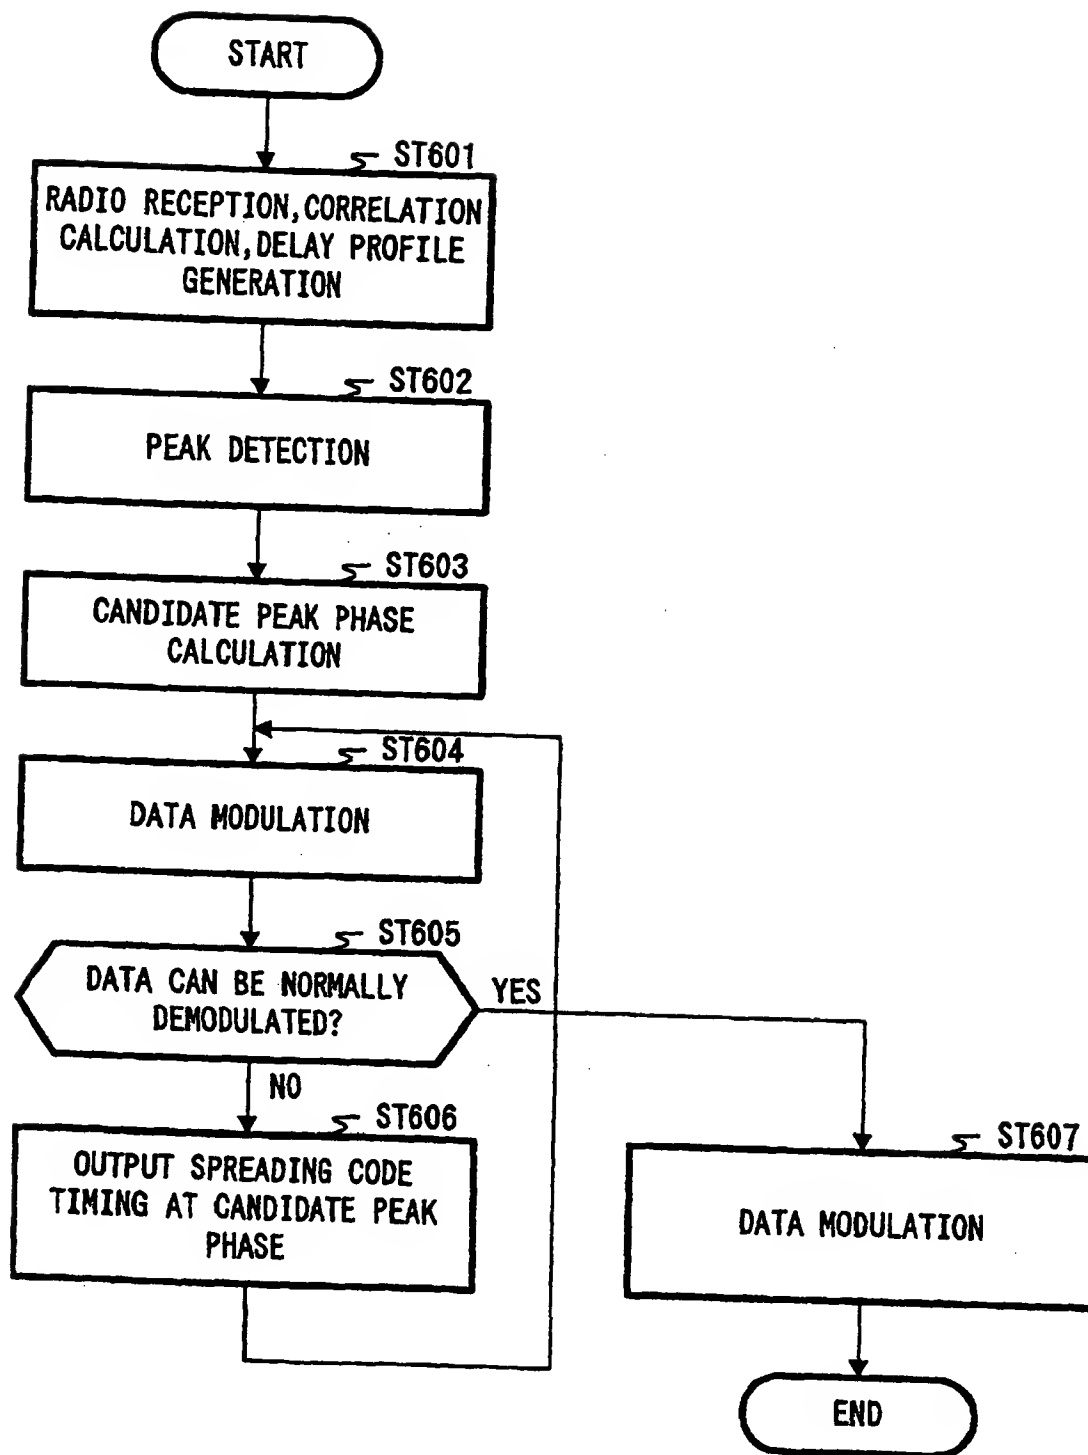 START
ST601
RADIO RECEPTION,CORRELATION
CALCULATION,DELAY PROFILE
GENERATION
ST602
PEAK DETECTION
ST603
CANDIDATE PEAK PHASE
CALCULATION
ST604
DATA MODULATION
ST605
DATA CAN BE NORMALLY
DEMODULATED?
YES
NO
ST606
OUTPUT SPREADING CODE
TIMING AT CANDIDATE PEAK
PHASE
ST607
DATA MODULATION
END